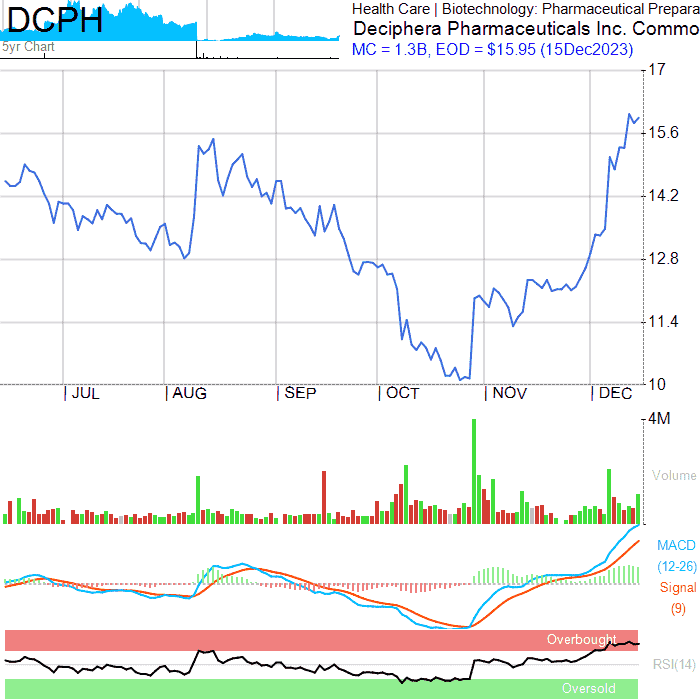 DCPH
5yr Chart
Health Care | Biotechnology: Pharmaceutical Prepara
Deciphera Pharmaceuticals Inc. Commo
MC = 1.3B, EOD = $15.95 (15Dec2023)
17
15.6
14.2
12.8
11.4
10
| JUL | AUG | SEP | OCT | NOV | DEC
4M
Volume
MACD
(12-26)
Signal
(9)
Overbought
RSI(14)
Oversold